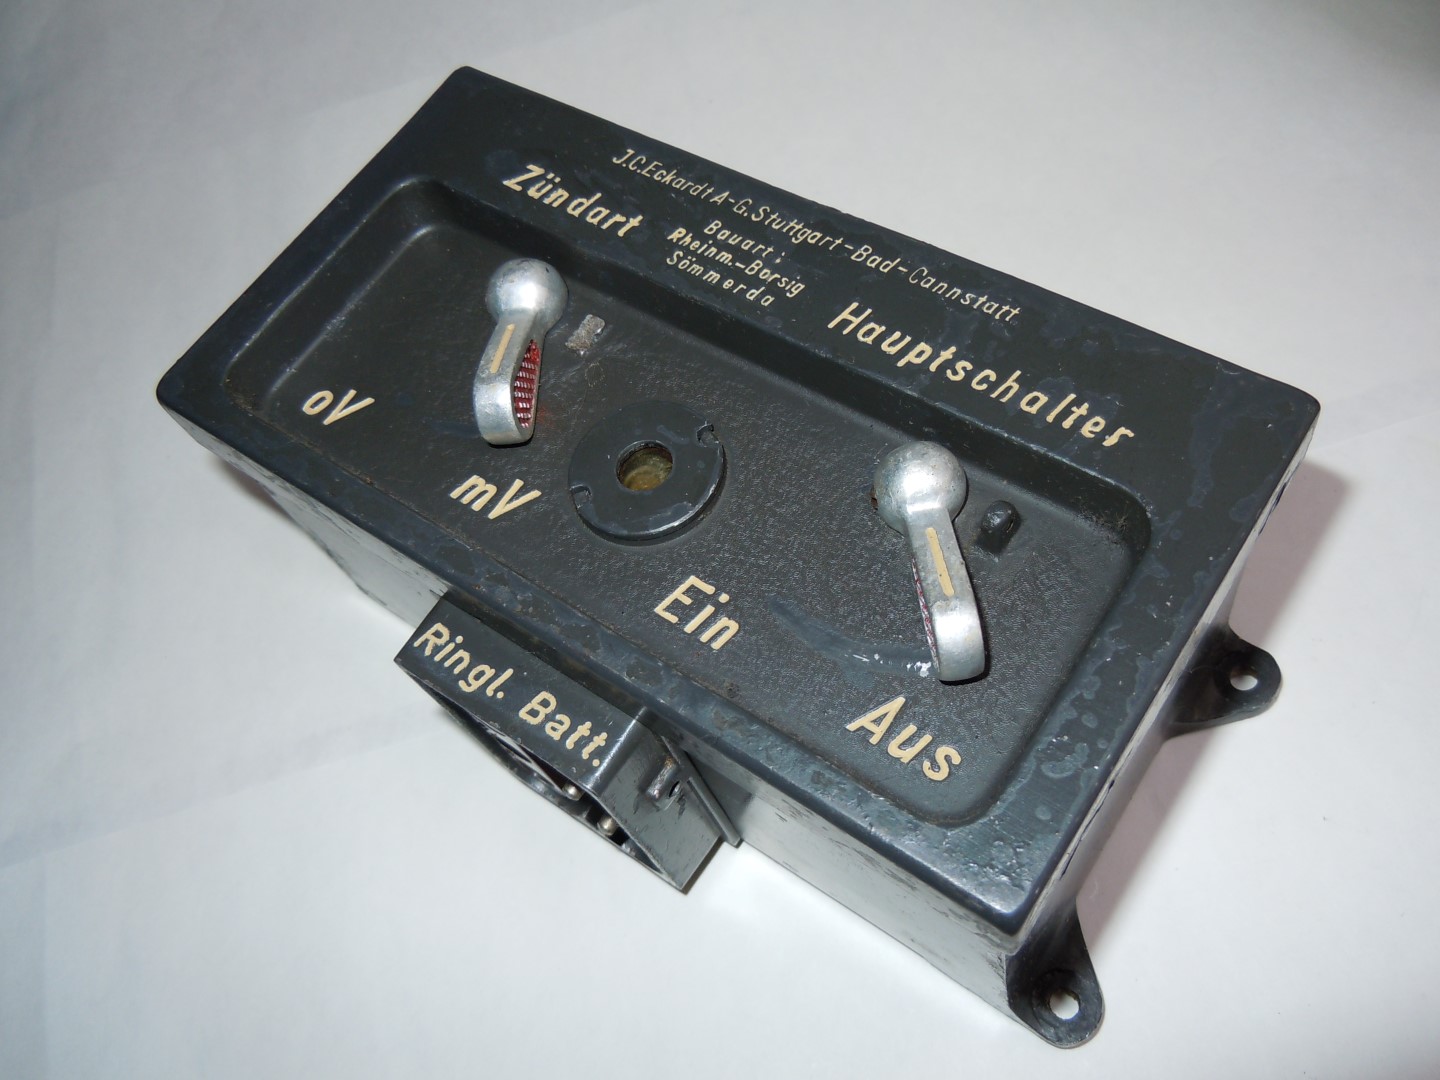 J.C.Eckardt A-G.Stuttgart-Bad-Cannstatt
Zündart
Bauart:
Rheinm.-Borsig
Sömmerda
Hauptschalter
oV
mV
Ein
Aus
Ringl. Batt.